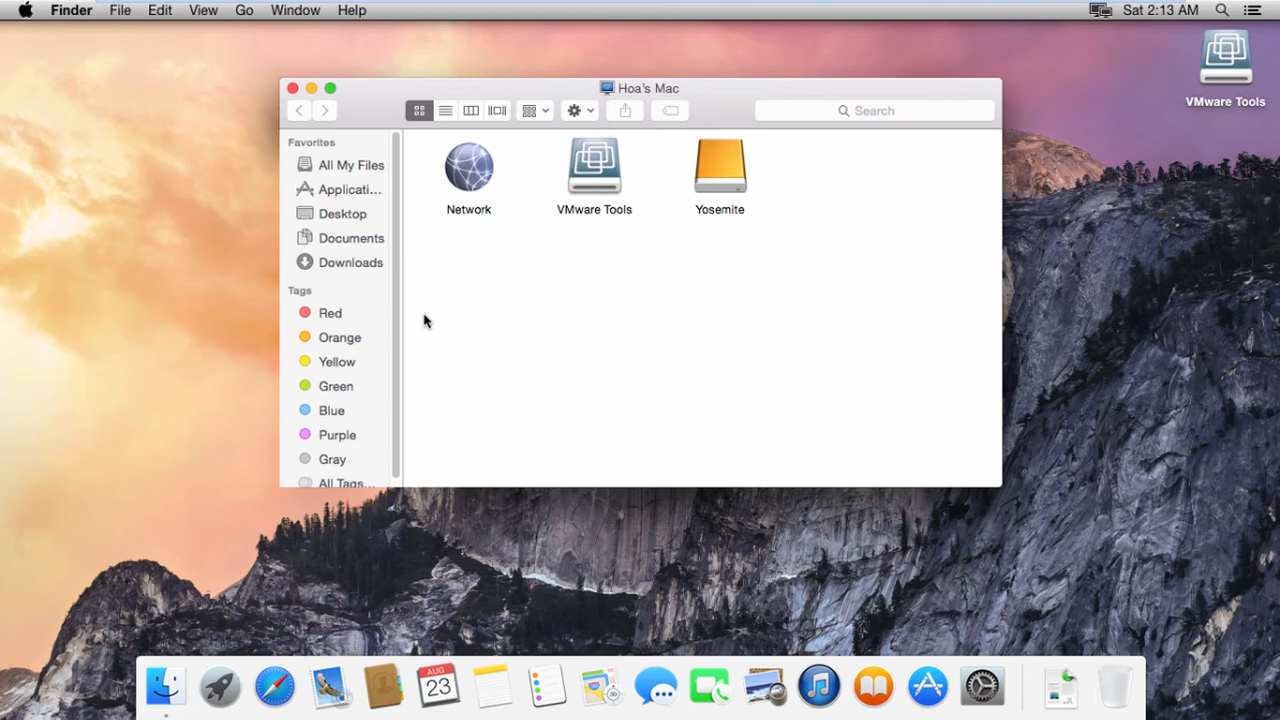 Finder File Edit View Go Window Help Sat 2:13 AM
VMware Tools
Hoa's Mac
Search
Favorites
All My Files
Applicati...
Desktop
Documents
Downloads
Tags
Red
Orange
Yellow
Green
Blue
Purple
Gray
All Tags...
Network VMware Tools Yosemite
AUG
23